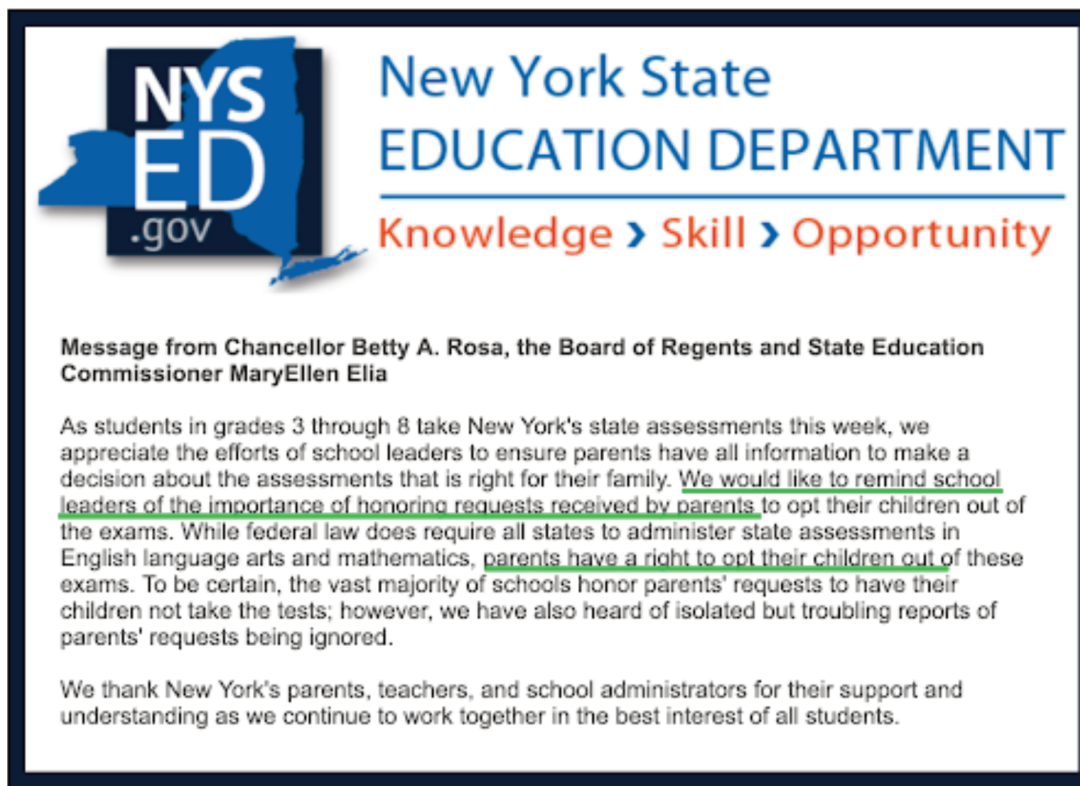 NYS
ED
.gov
New York State
EDUCATION DEPARTMENT
Knowledge › Skill › Opportunity
Message from Chancellor Betty A. Rosa, the Board of Regents and State Education
Commissioner MaryEllen Elia
As students in grades 3 through 8 take New York's state assessments this week, we
appreciate the efforts of school leaders to ensure parents have all information to make a
decision about the assessments that is right for their family. We would like to remind school
leaders of the importance of honoring requests received by parents to opt their children out of
the exams. While federal law does require all states to administer state assessments in
English language arts and mathematics, parents have a right to opt their children out of these
exams. To be certain, the vast majority of schools honor parents' requests to have their
children not take the tests; however, we have also heard of isolated but troubling reports of
parents' requests being ignored.
We thank New York's parents, teachers, and school administrators for their support and
understanding as we continue to work together in the best interest of all students.